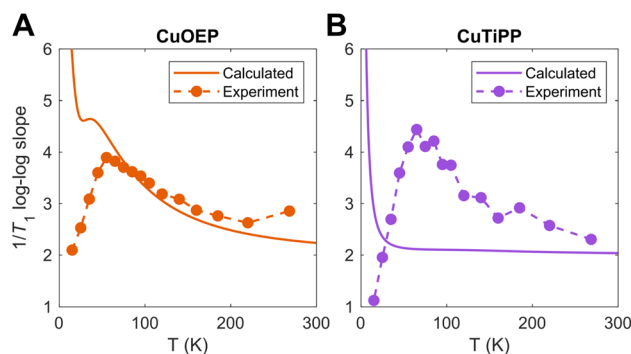 A
CuOEP
Calculated
Experiment
1/T1 log-log slope
6
5
4
3
2
1
0
100
200
300
T (K)
B
CuTiPP
Calculated
Experiment
6
5
4
3
2
1
0
100
200
300
T (K)